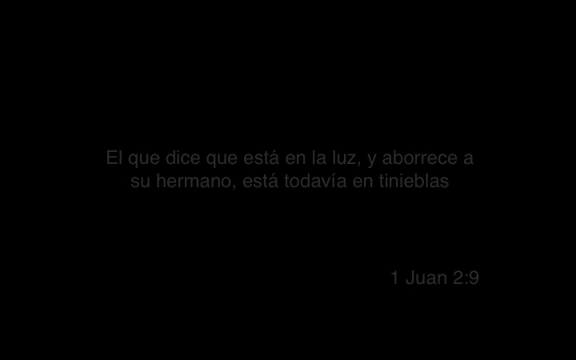 El que dice que está en la luz, y aborrece a
su hermano, está todavía en tinieblas
1 Juan 2:9